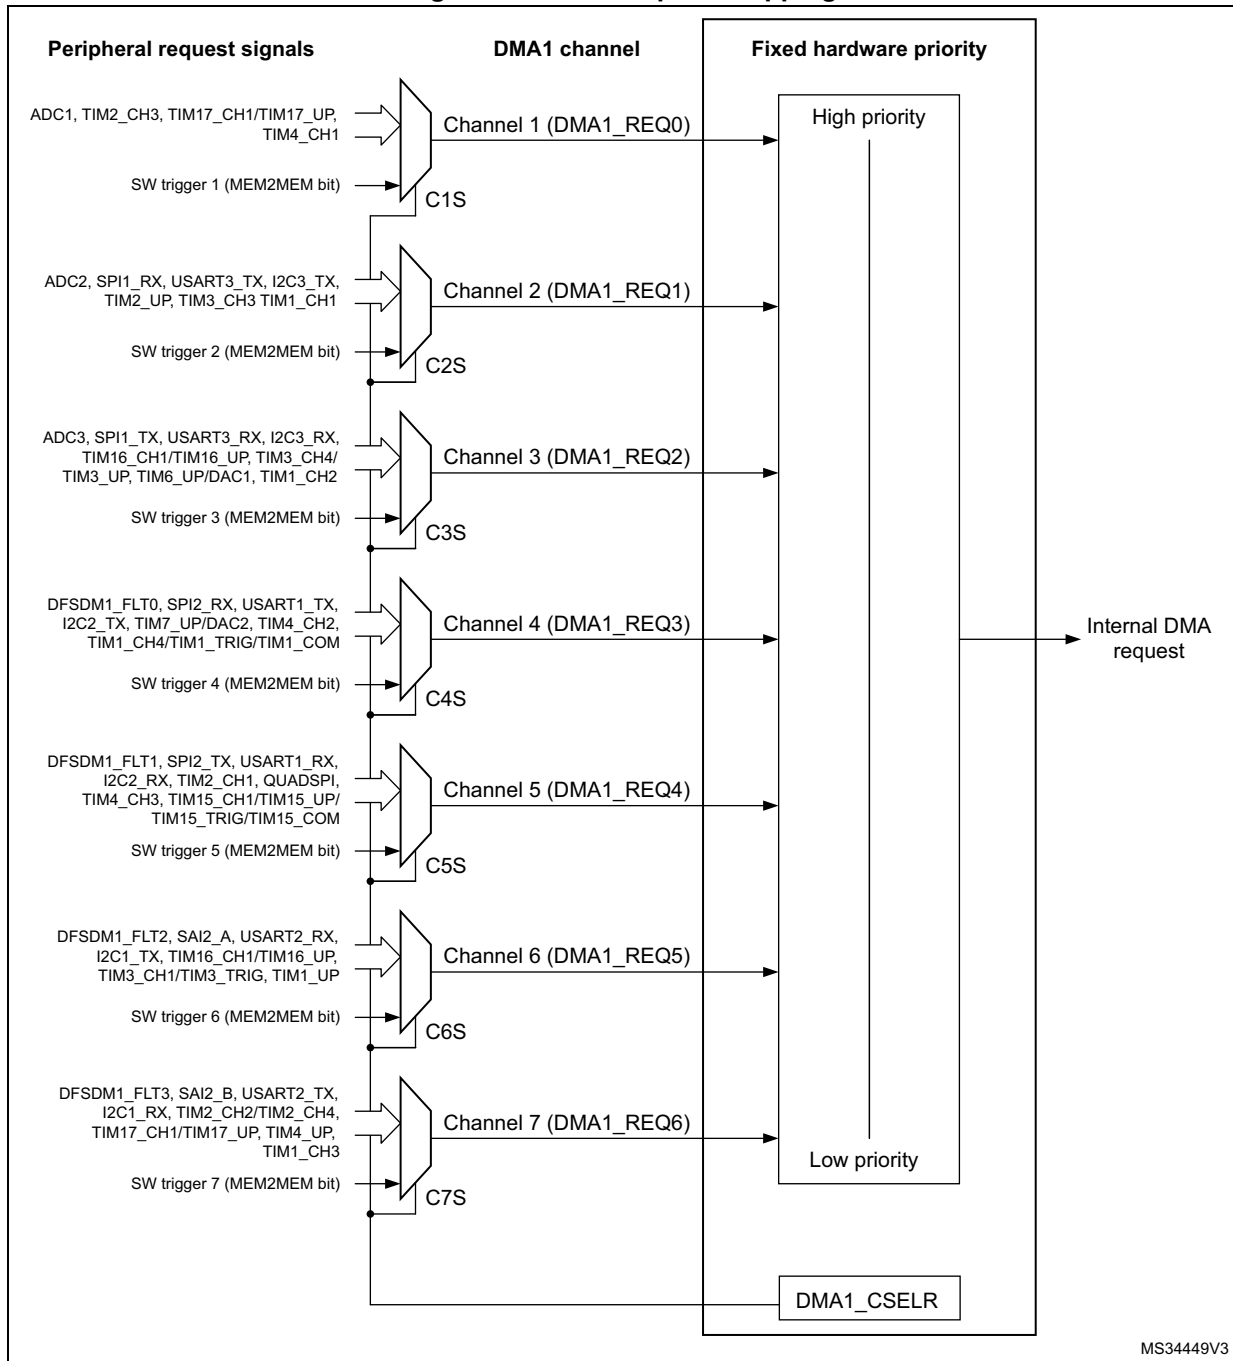 Peripheral request signals
DMA1 channel
Fixed hardware priority
ADC1, TIM2_CH3, TIM17_CH1/TIM17_UP,
TIM4_CH1
SW trigger 1 (MEM2MEM bit)
Channel 1 (DMA1_REQ0)
C1S
High priority
ADC2, SPI1_RX, USART3_TX, I2C3_TX,
TIM2_UP, TIM3_CH3 TIM1_CH1
SW trigger 2 (MEM2MEM bit)
Channel 2 (DMA1_REQ1)
C2S
ADC3, SPI1_TX, USART3_RX, I2C3_RX,
TIM16_CH1/TIM16_UP, TIM3_CH4/
TIM3_UP, TIM6_UP/DAC1, TIM1_CH2
SW trigger 3 (MEM2MEM bit)
Channel 3 (DMA1_REQ2)
C3S
DFSDM1_FLT0, SPI2_RX, USART1_TX,
I2C2_TX, TIM7_UP/DAC2, TIM4_CH2,
TIM1_CH4/TIM1_TRIG/TIM1_COM
SW trigger 4 (MEM2MEM bit)
Channel 4 (DMA1_REQ3)
C4S
Internal DMA
request
DFSDM1_FLT1, SPI2_TX, USART1_RX,
I2C2_RX, TIM2_CH1, QUADSPI,
TIM4_CH3, TIM15_CH1/TIM15_UP/
TIM15_TRIG/TIM15_COM
SW trigger 5 (MEM2MEM bit)
Channel 5 (DMA1_REQ4)
C5S
DFSDM1_FLT2, SAI2_A, USART2_RX,
I2C1_TX, TIM16_CH1/TIM16_UP,
TIM3_CH1/TIM3_TRIG, TIM1_UP
SW trigger 6 (MEM2MEM bit)
Channel 6 (DMA1_REQ5)
C6S
DFSDM1_FLT3, SAI2_B, USART2_TX,
I2C1_RX, TIM2_CH2/TIM2_CH4,
TIM17_CH1/TIM17_UP, TIM4_UP,
TIM1_CH3
SW trigger 7 (MEM2MEM bit)
Channel 7 (DMA1_REQ6)
C7S
Low priority
DMA1_CSELR
MS34449V3